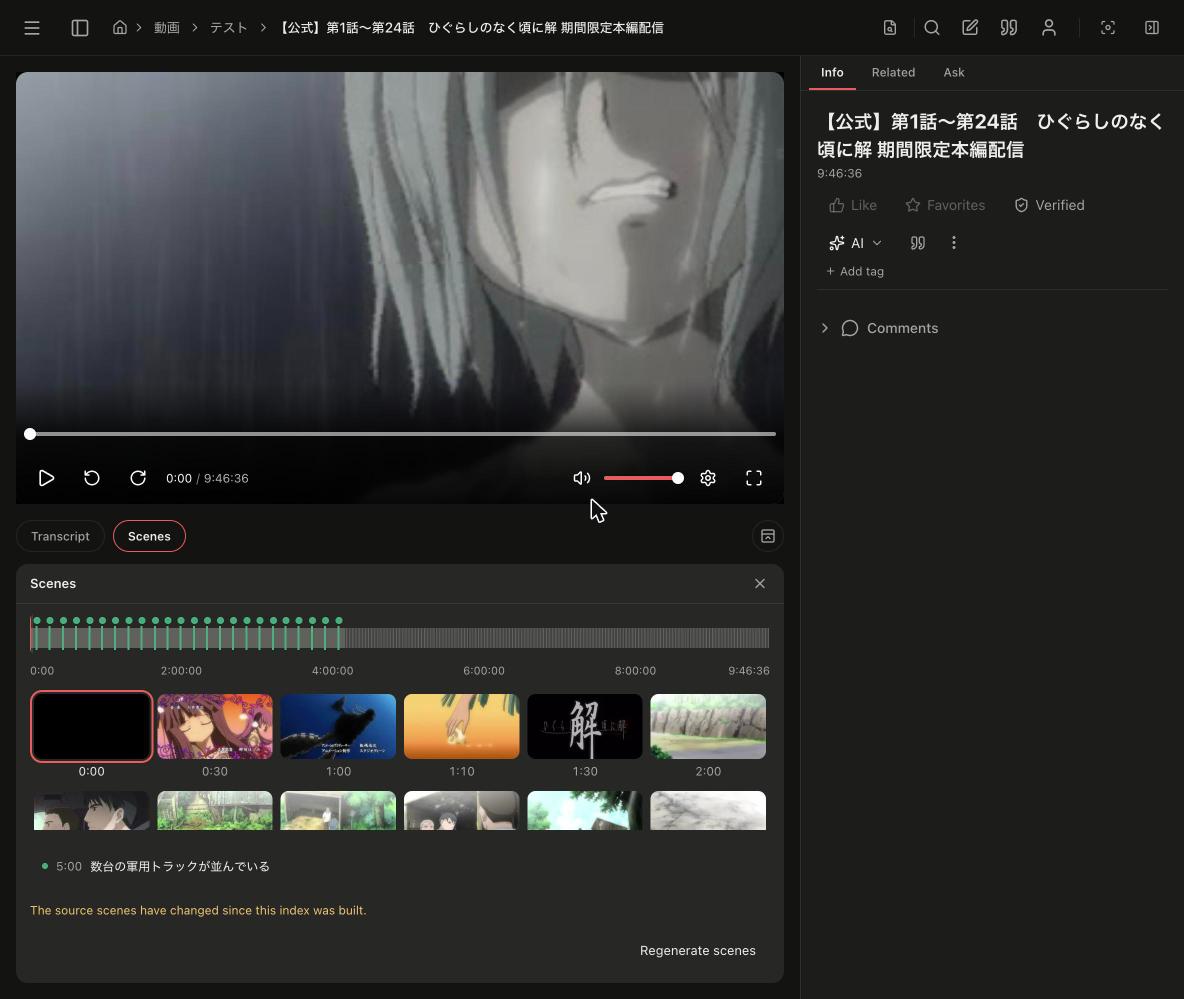 動画
テスト
【公式】第1話〜第24話　ひぐらしのなく頃に解 期間限定本編配信
Info
Related
Ask
【公式】第1話〜第24話　ひぐらしのなく
頃に解 期間限定本編配信
9:46:36
Like
Favorites
Verified
AI
+ Add tag
Comments
0:00 / 9:46:36
Transcript
Scenes
Scenes
0:00
2:00:00
4:00:00
6:00:00
8:00:00
9:46:36
解
0:00
0:30
1:00
1:10
1:30
2:00
5:00 数台の軍用トラックが並んでいる
The source scenes have changed since this index was built.
Regenerate scenes